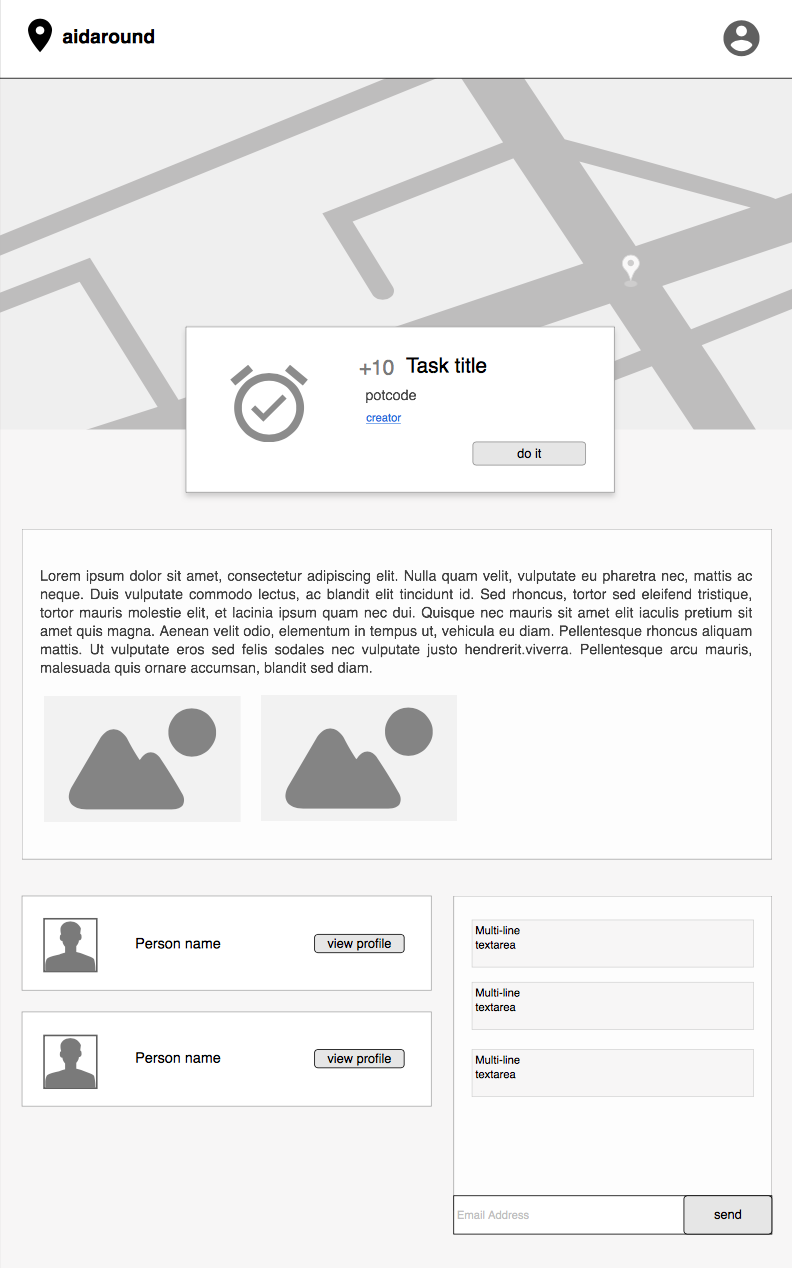 aidaround
+10 Task title
potcode
creator
do it
Lorem ipsum dolor sit amet, consectetur adipiscing elit. Nulla quam velit, vulputate eu pharetra nec, mattis ac
neque. Duis vulputate commodo lectus, ac blandit elit tincidunt id. Sed rhoncus, tortor sed eleifend tristique,
tortor mauris molestie elit, et lacinia ipsum quam nec dui. Quisque nec mauris sit amet elit iaculis pretium sit
amet quis magna. Aenean velit odio, elementum in tempus ut, vehicula eu diam. Pellentesque rhoncus aliquam
mattis. Ut vulputate eros sed felis sodales nec vulputate justo hendrerit.viverra. Pellentesque arcu mauris,
malesuada quis ornare accumsan, blandit sed diam.
Person name
view profile
Person name
view profile
Multi-line
textarea
Multi-line
textarea
Multi-line
textarea
Email Address
send